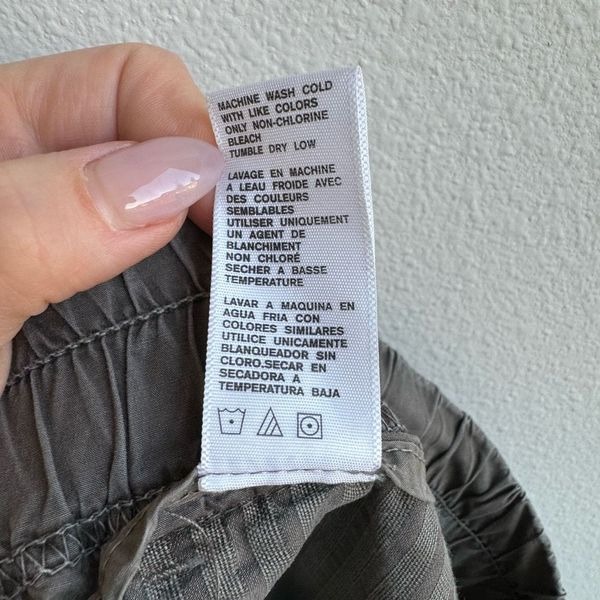 MACHINE WASH COLD
WITH LIKE COLORS
ONLY NON-CHLORINE
BLEACH
TUMBLE DRY LOW
LAVAGE EN MACHINE
A LEAU FROIDE AVEC
DES COULEURS
SEMBLABLES
UTILISER UNIQUEMENT
UN AGENT DE
BLANCHIMENT
NON CHLORÉ
SECHER A BASSE
TEMPERATURE
LAVAR A MAQUINA EN
AGUA FRIA CON
COLORES SIMILARES
UTILICE UNICAMENTE
BLANQUEADOR SIN
CLORO.SECAR EN
SECADORA A
TEMPERATURA BAJA